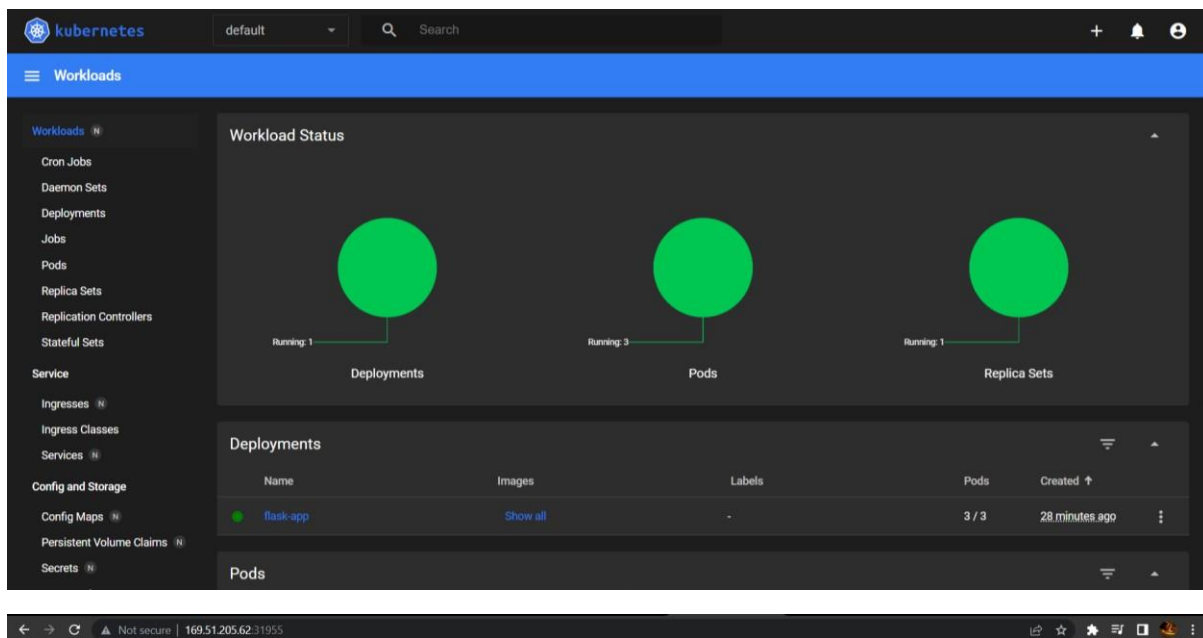 kubernetes default Search
Workloads
Workloads N
Cron Jobs
Daemon Sets
Deployments
Jobs
Pods
Replica Sets
Replication Controllers
Stateful Sets
Service
Ingresses N
Ingress Classes
Services N
Config and Storage
Config Maps N
Persistent Volume Claims N
Secrets N
Workload Status
Running: 1
Deployments
Running: 3
Pods
Running: 1
Replica Sets
Deployments
Name Images Labels Pods Created
flask-app Show all - 3 / 3 28 minutes ago
Pods
Not secure 169.51.205.62:31955